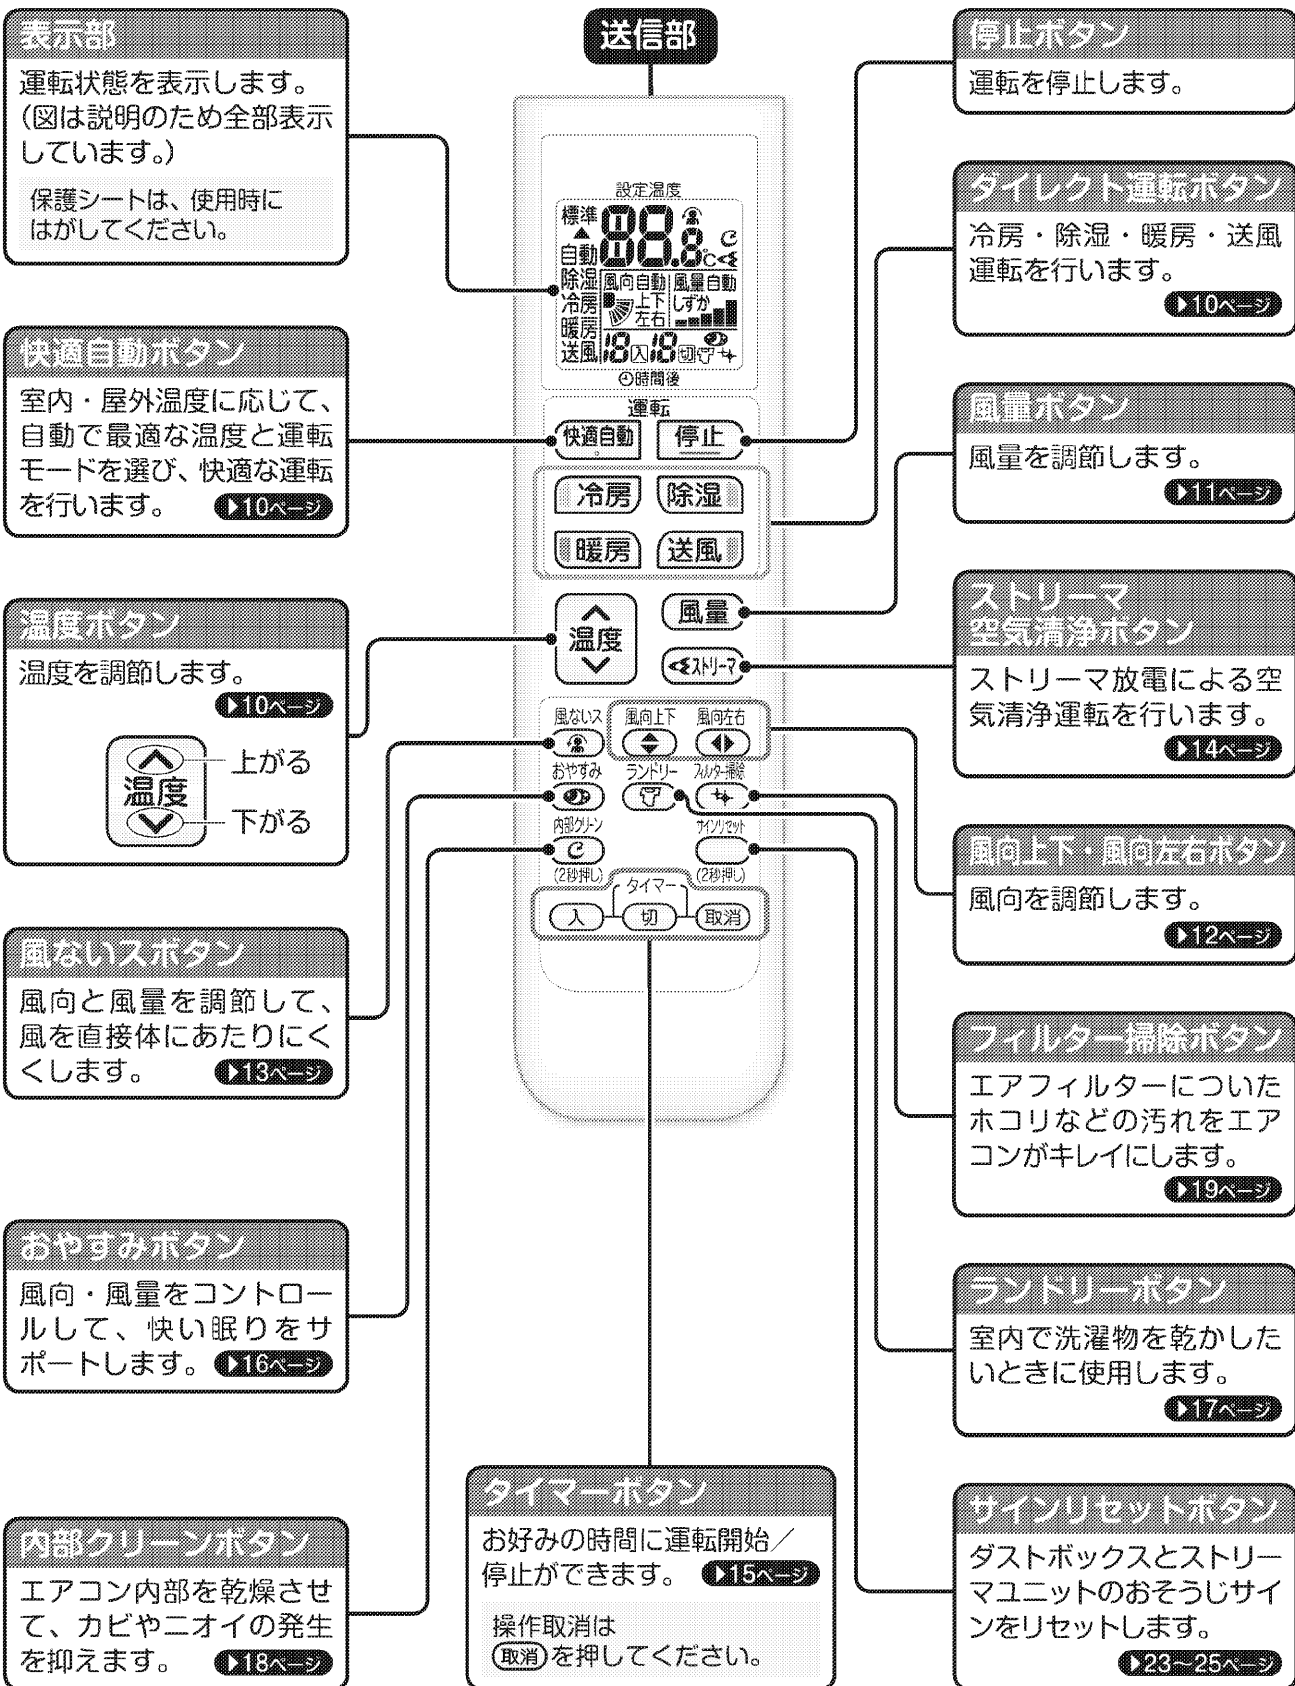 表示部
運転状態を表示します。
(図は説明のため全部表示
しています。)
保護シートは、使用時に
はがしてください。
快適自動ボタン
室内・屋外温度に応じて、
自動で最適な温度と運転
モードを選び、快適な運転
を行います。 ▶10ページ
温度ボタン
温度を調節します。
▶10ページ
温度
上がる
下がる
風ないスボタン
風向と風量を調節して、
風を直接体にあたりにく
くします。 ▶13ページ
おやすみボタン
風向・風量をコントロー
ルして、快い眠りをサ
ポートします。 ▶16ページ
内部クリーンボタン
エアコン内部を乾燥させ
て、カビやニオイの発生
を抑えます。 ▶18ページ
送信部
設定温度
標準 88.8℃
自動
除湿 風向自動 風量自動
冷房 上下 しずか
暖房 左右
送風 18 入 18 切
時間後
運転
快適自動 停止
冷房 除湿
暖房 送風
温度 風量
ストリーマ
風ないス 風向上下 風向左右
おやすみ ランドリー フィルター掃除
内部クリーン サインリセット
(2秒押し) (2秒押し)
タイマー
入 切 取消
タイマーボタン
お好みの時間に運転開始/
停止ができます。 ▶15ページ
操作取消は
取消を押してください。
停止ボタン
運転を停止します。
ダイレクト運転ボタン
冷房・除湿・暖房・送風
運転を行います。
▶10ページ
風量ボタン
風量を調節します。
▶11ページ
ストリーマ
空気清浄ボタン
ストリーマ放電による空
気清浄運転を行います。
▶14ページ
風向上下・風向左右ボタン
風向を調節します。
▶12ページ
フィルター掃除ボタン
エアフィルターについた
ホコリなどの汚れをエア
コンがキレイにします。
▶19ページ
ランドリーボタン
室内で洗濯物を乾かした
いときに使用します。
▶17ページ
サインリセットボタン
ダストボックスとストリー
マユニットのおそうじサイ
ンをリセットします。
▶23~25ページ